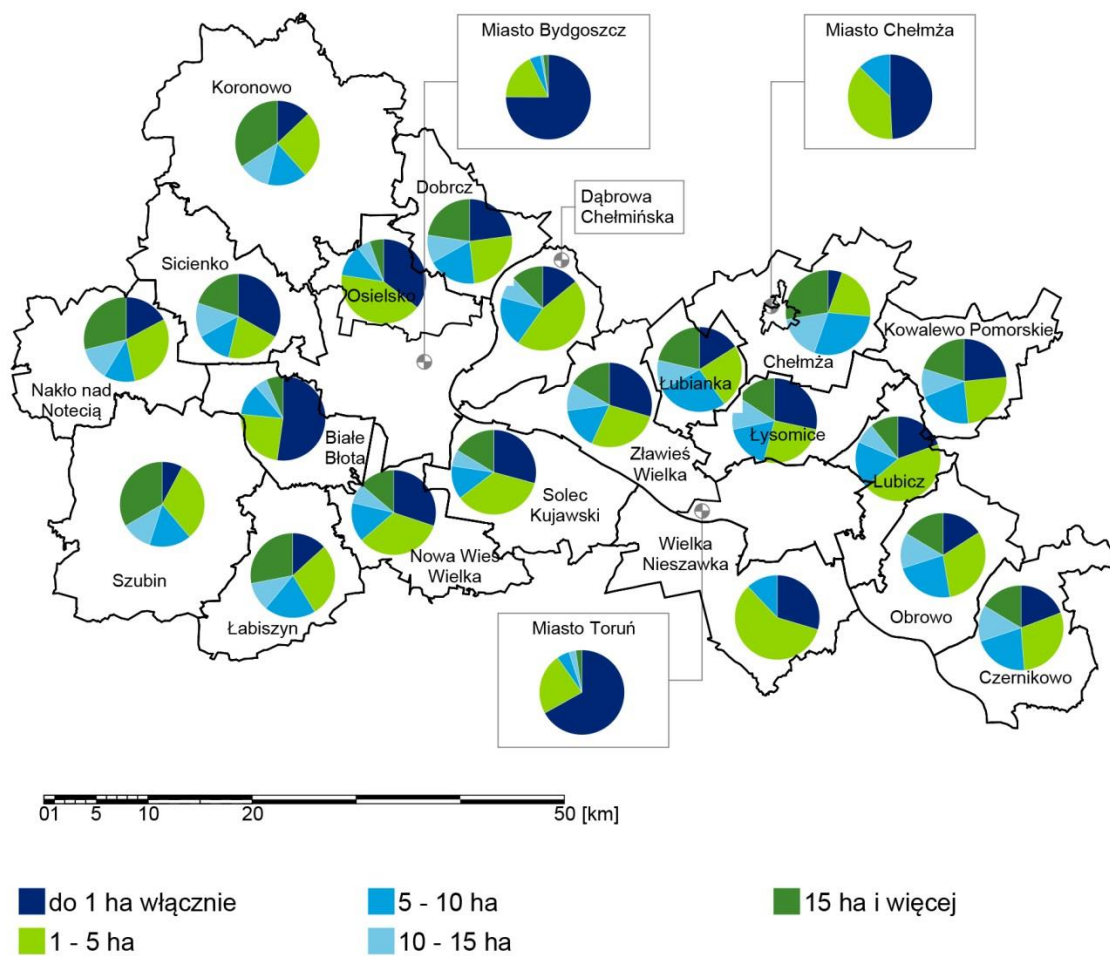 Miasto Bydgoszcz
Miasto Chełmża
Koronowo
Dobrcz
Dąbrowa
Chełmińska
Sicienko
Osielsko
Kowalewo Pomorskie
Chełmża
Łubianka
Nakło nad
Notecią
Łysomice
Białe
Błota
Zławieś
Wielka
Lubicz
Solec
Kujawski
Nowa Wieś
Wielka
Wielka
Nieszawka
Szubin
Łabiszyn
Obrowo
Miasto Toruń
Czernikowo
01 5 10 20 50 [km]
do 1 ha włącznie
5 - 10 ha
15 ha i więcej
1 - 5 ha
10 - 15 ha